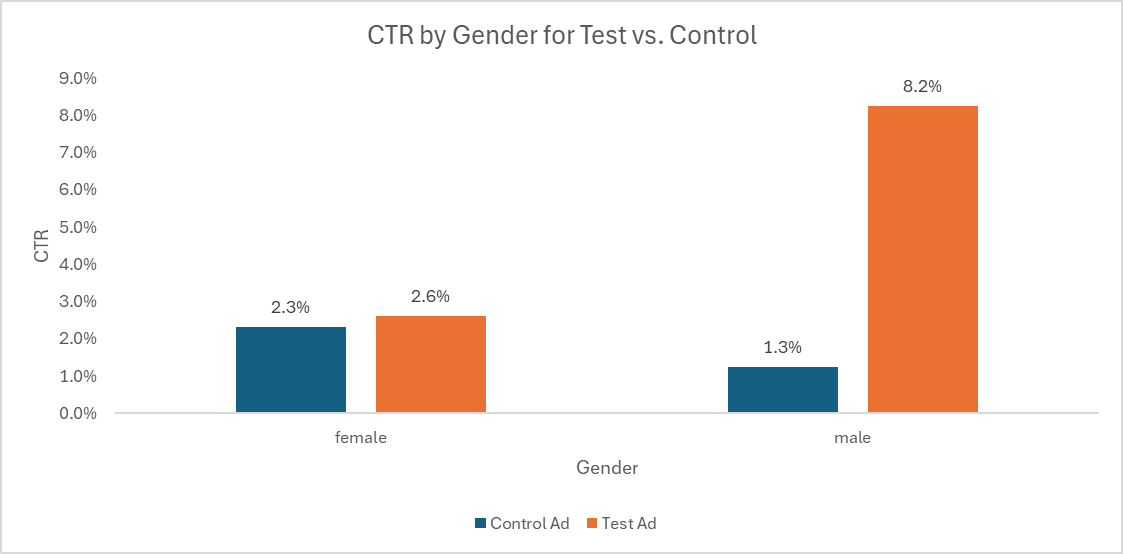 CTR by Gender for Test vs. Control
9.0%
8.0%
7.0%
6.0%
5.0%
4.0%
3.0%
2.0%
1.0%
0.0%
CTR
2.3%
2.6%
1.3%
8.2%
female
male
Gender
Control Ad
Test Ad